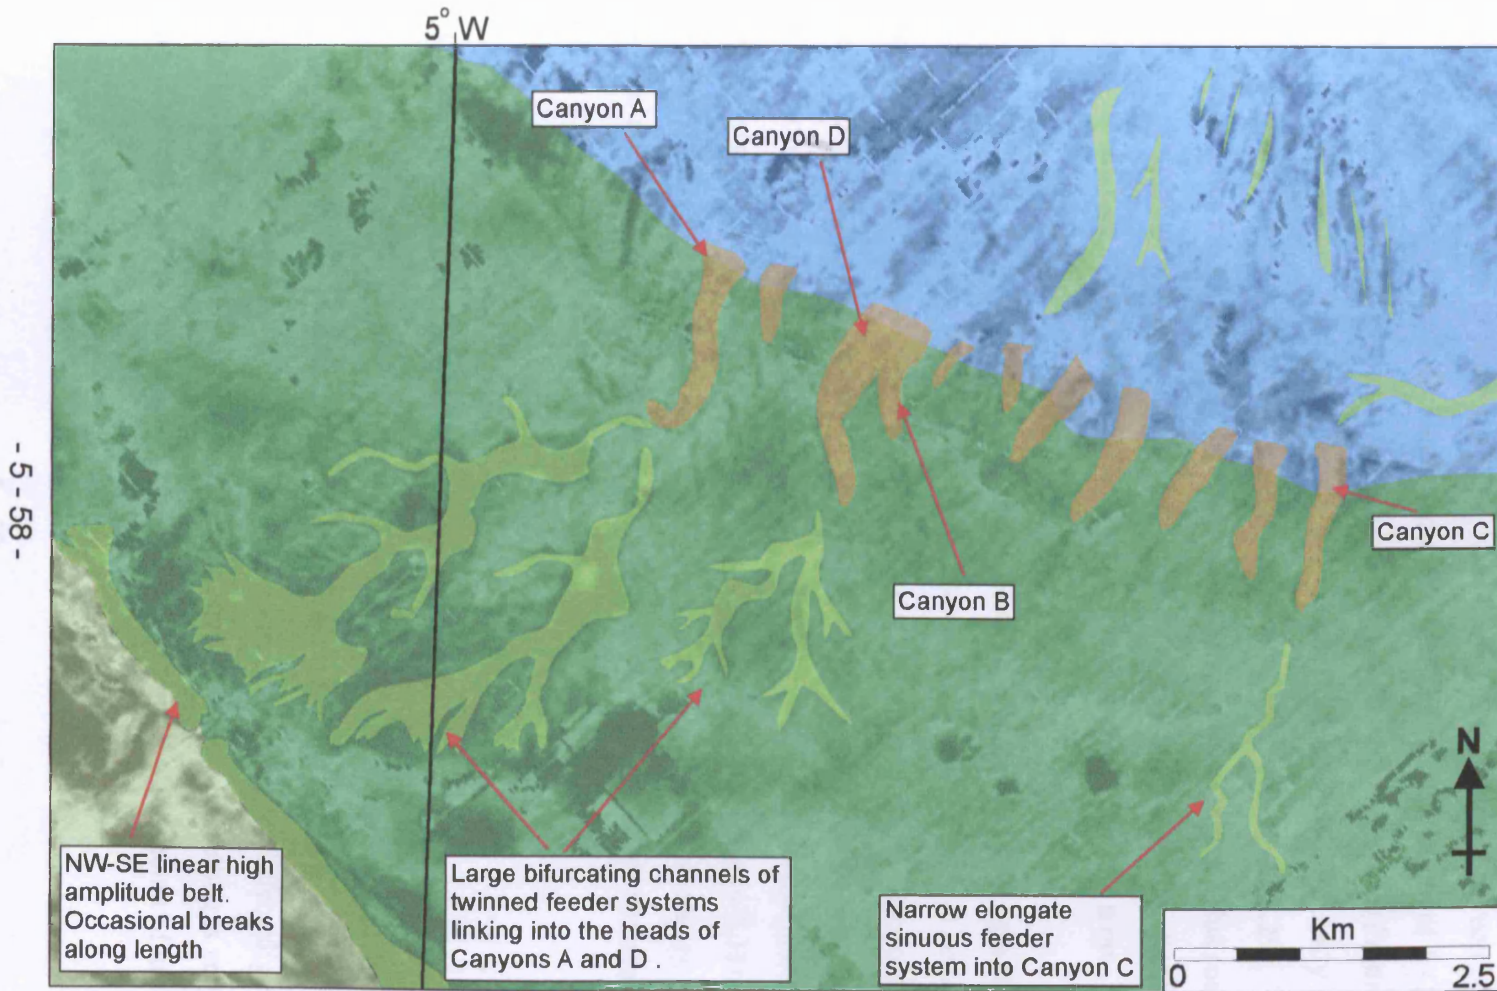 5° W
Canyon A
Canyon D
Canyon B
Canyon C
NW-SE linear high
amplitude belt.
Occasional breaks
along length
Large bifurcating channels of
twinned feeder systems
linking into the heads of
Canyons A and D .
Narrow elongate
sinuous feeder
system into Canyon C
N
Km
0
2.5
- 5 - 58 -